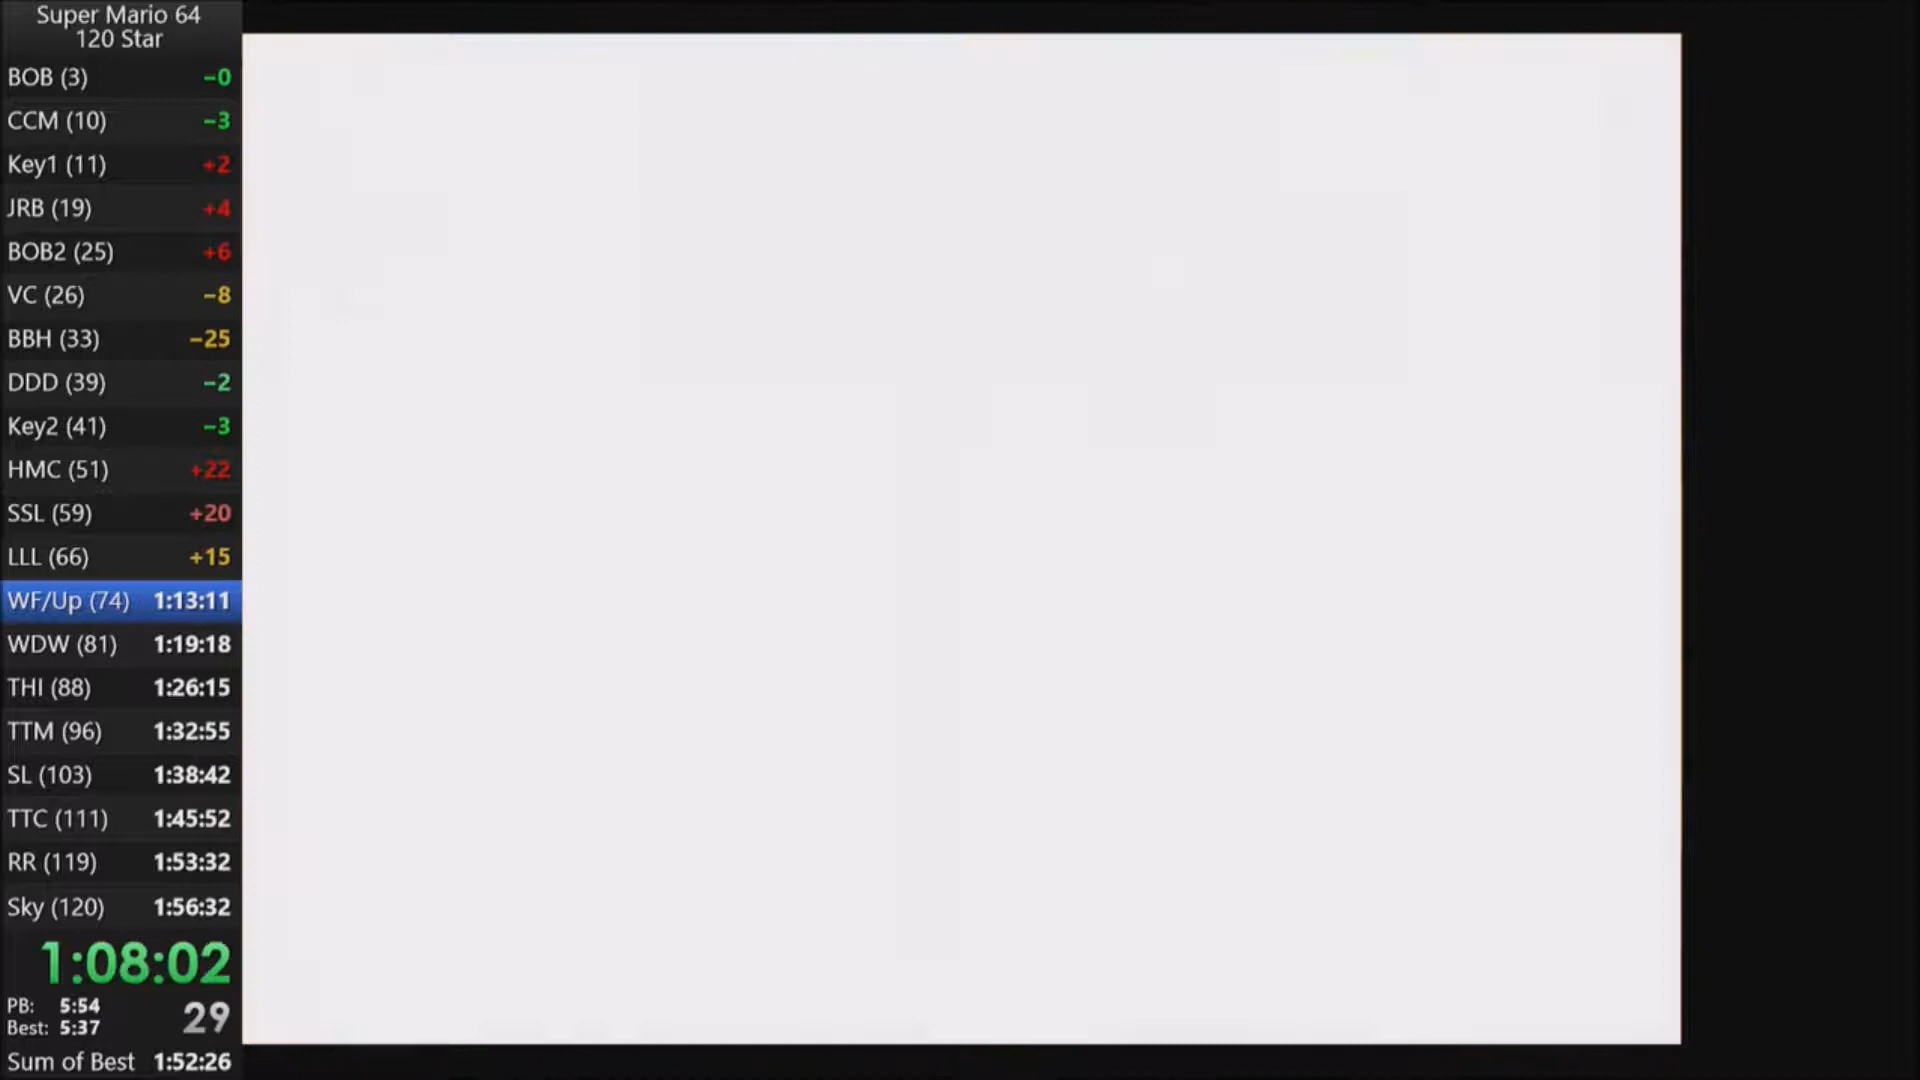 Super Mario 64
120 Star
BOB (3) −0
CCM (10) −3
Key1 (11) +2
JRB (19) +4
BOB2 (25) +6
VC (26) −8
BBH (33) −25
DDD (39) −2
Key2 (41) −3
HMC (51) +22
SSL (59) +20
LLL (66) +15
WF/Up (74) 1:13:11
WDW (81) 1:19:18
THI (88) 1:26:15
TTM (96) 1:32:55
SL (103) 1:38:42
TTC (111) 1:45:52
RR (119) 1:53:32
Sky (120) 1:56:32
1:08:02
PB: 5:54
Best: 5:37
29
Sum of Best 1:52:26